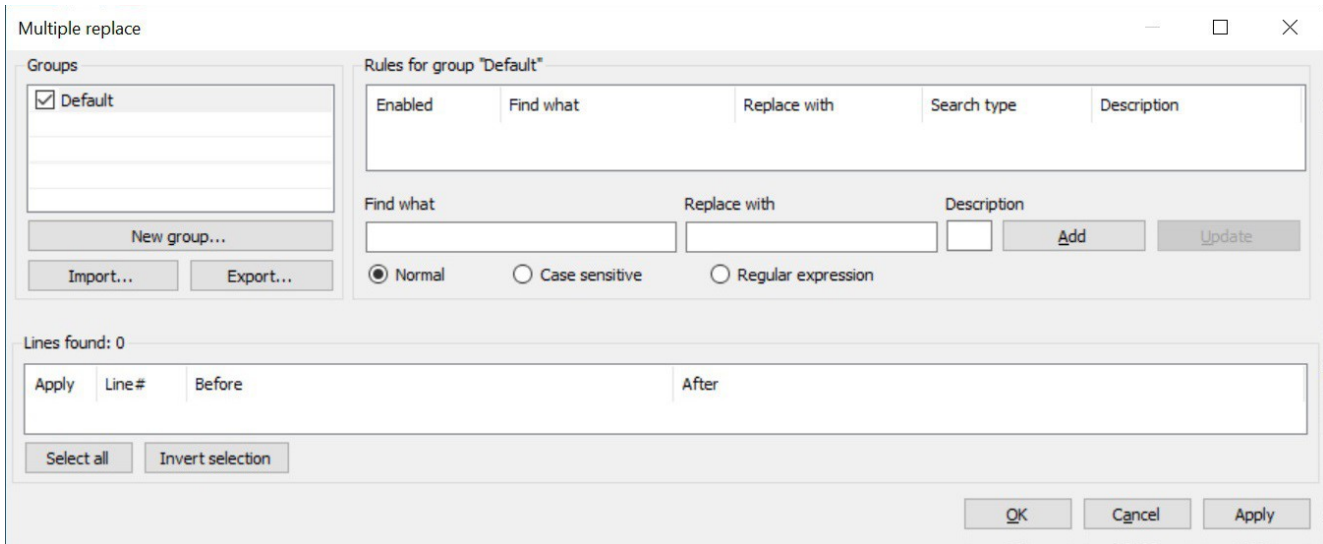 Multiple replace
Groups
Default
New group...
Import... Export...
Rules for group "Default"
Enabled Find what Replace with Search type Description
Find what Replace with Description
Add Update
Normal Case sensitive Regular expression
Lines found: 0
Apply Line# Before After
Select all Invert selection
OK Cancel Apply